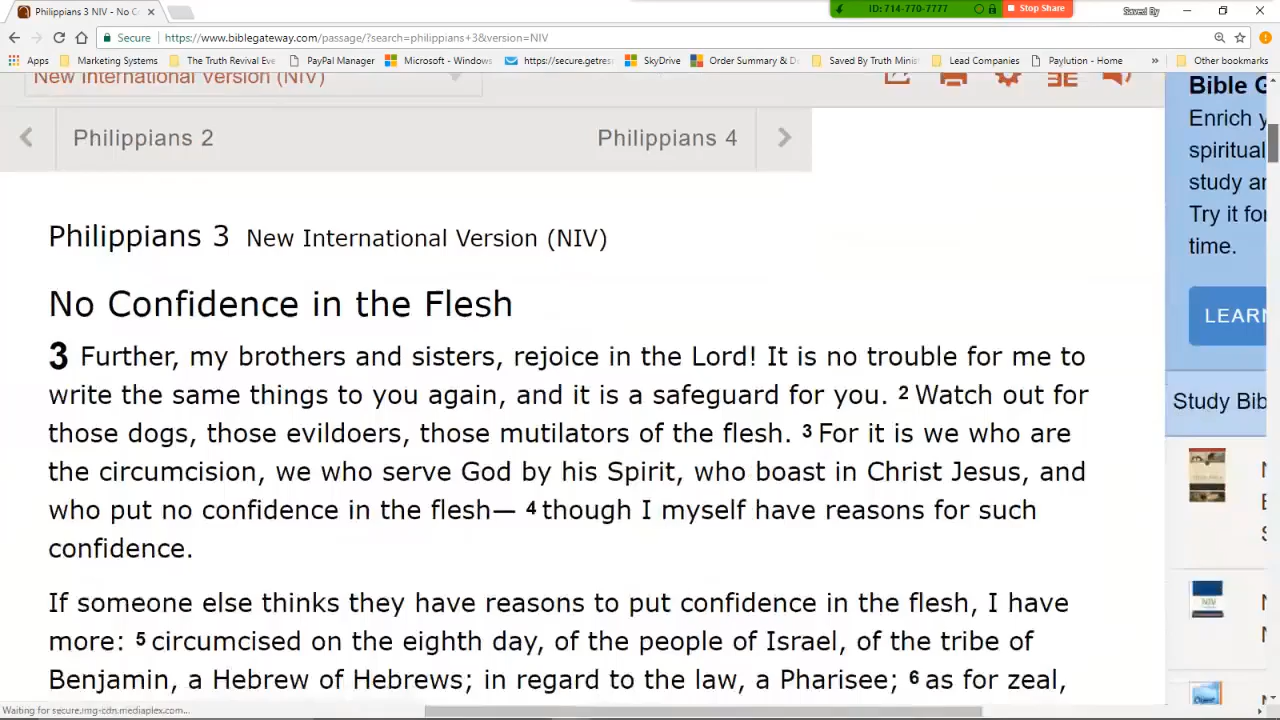 Philippians 3 NIV - No C
ID: 714-770-7777
Stop Share
Saved By
Secure
https://www.biblegateway.com/passage/?search=philippians+3&version=NIV
Apps
Marketing Systems
The Truth Revival Eve
PayPal Manager
Microsoft - Windows
https://secure.getres
SkyDrive
Order Summary & D
Saved By Truth Minis
Lead Companies
Paylution - Home
»
Other bookmarks
New International Version (NIV)
Philippians 2
Philippians 4
Philippians 3 New International Version (NIV)
No Confidence in the Flesh
3 Further, my brothers and sisters, rejoice in the Lord! It is no trouble for me to
write the same things to you again, and it is a safeguard for you. 2 Watch out for
those dogs, those evildoers, those mutilators of the flesh. 3 For it is we who are
the circumcision, we who serve God by his Spirit, who boast in Christ Jesus, and
who put no confidence in the flesh— 4 though I myself have reasons for such
confidence.
If someone else thinks they have reasons to put confidence in the flesh, I have
more: 5 circumcised on the eighth day, of the people of Israel, of the tribe of
Benjamin, a Hebrew of Hebrews; in regard to the law, a Pharisee; 6 as for zeal,
Bible G
Enrich y
spiritual
study an
Try it for
time.
LEARN
Study Bib
Waiting for secure.img-cdn.mediaplex.com...